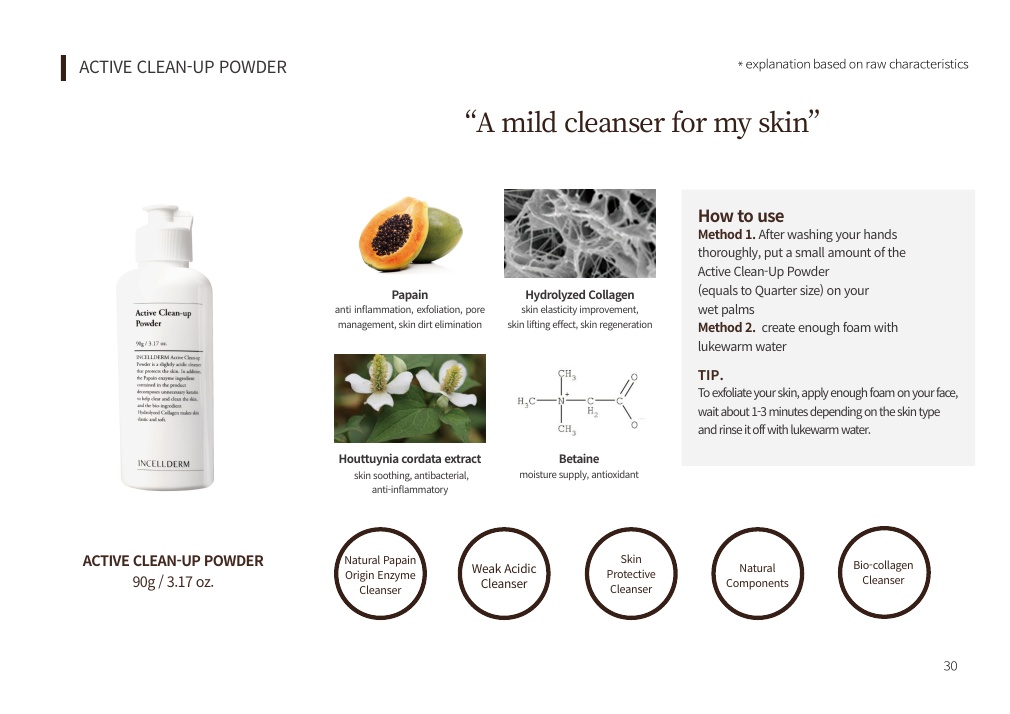 ACTIVE CLEAN-UP POWDER
* explanation based on raw characteristics
“A mild cleanser for my skin”
Active Clean-up
Powder
90g / 3.17 oz.
INCELLDERM Active Clean-up
Powder is a slightly acidic cleanser
that protects the skin. In addition,
the Papain enzyme ingredient
contained in the product
decomposes unnecessary keratin
to help clear and clean the skin,
and the bio-ingredient
Hydrolyzed Collagen makes skin
elastic and soft.
INCELLDERM
ACTIVE CLEAN-UP POWDER
90g / 3.17 oz.
Papain
anti inflammation, exfoliation, pore
management, skin dirt elimination
Hydrolyzed Collagen
skin elasticity improvement,
skin lifting effect, skin regeneration
Houttuynia cordata extract
skin soothing, antibacterial,
anti-inflammatory
CH3
O
H3C
N
+
C
C
H2
CH3
O
-
Betaine
moisture supply, antioxidant
How to use
Method 1. After washing your hands
thoroughly, put a small amount of the
Active Clean-Up Powder
(equals to Quarter size) on your
wet palms
Method 2. create enough foam with
lukewarm water
TIP.
To exfoliate your skin, apply enough foam on your face,
wait about 1-3 minutes depending on the skin type
and rinse it off with lukewarm water.
Natural Papain
Origin Enzyme
Cleanser
Weak Acidic
Cleanser
Skin
Protective
Cleanser
Natural
Components
Bio-collagen
Cleanser
30